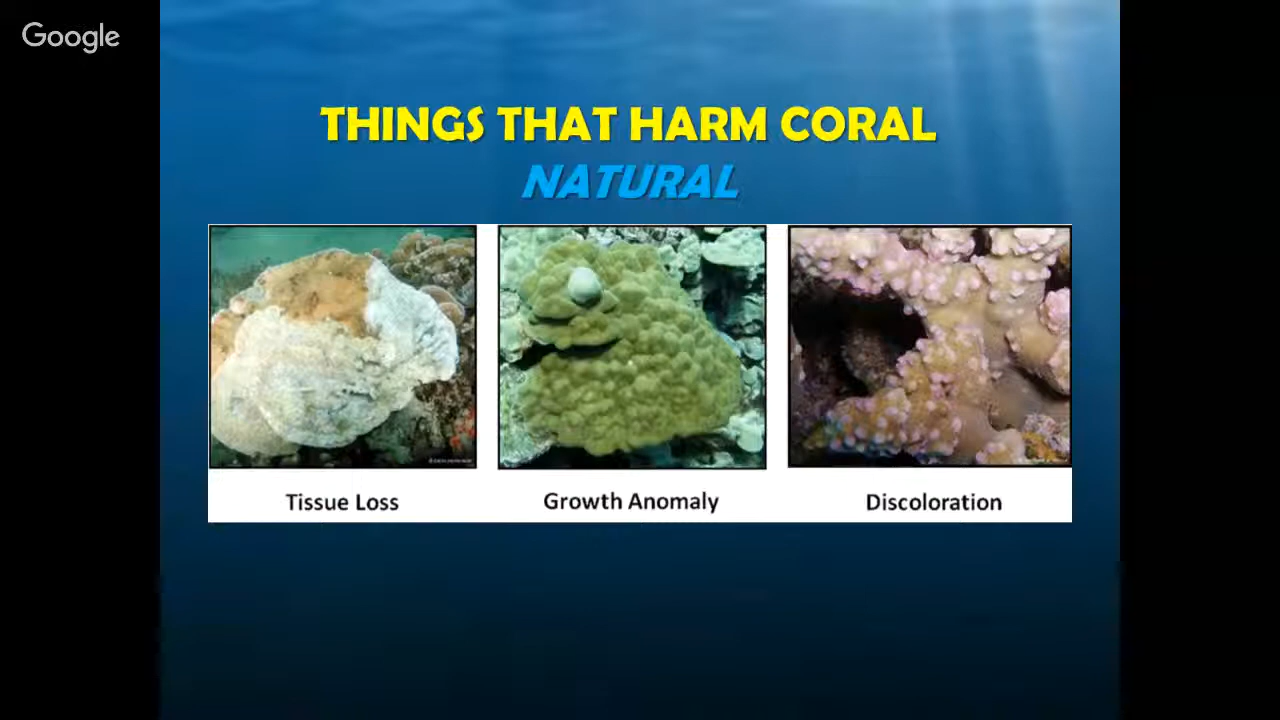 Google
THINGS THAT HARM CORAL
NATURAL
Tissue Loss
Growth Anomaly
Discoloration